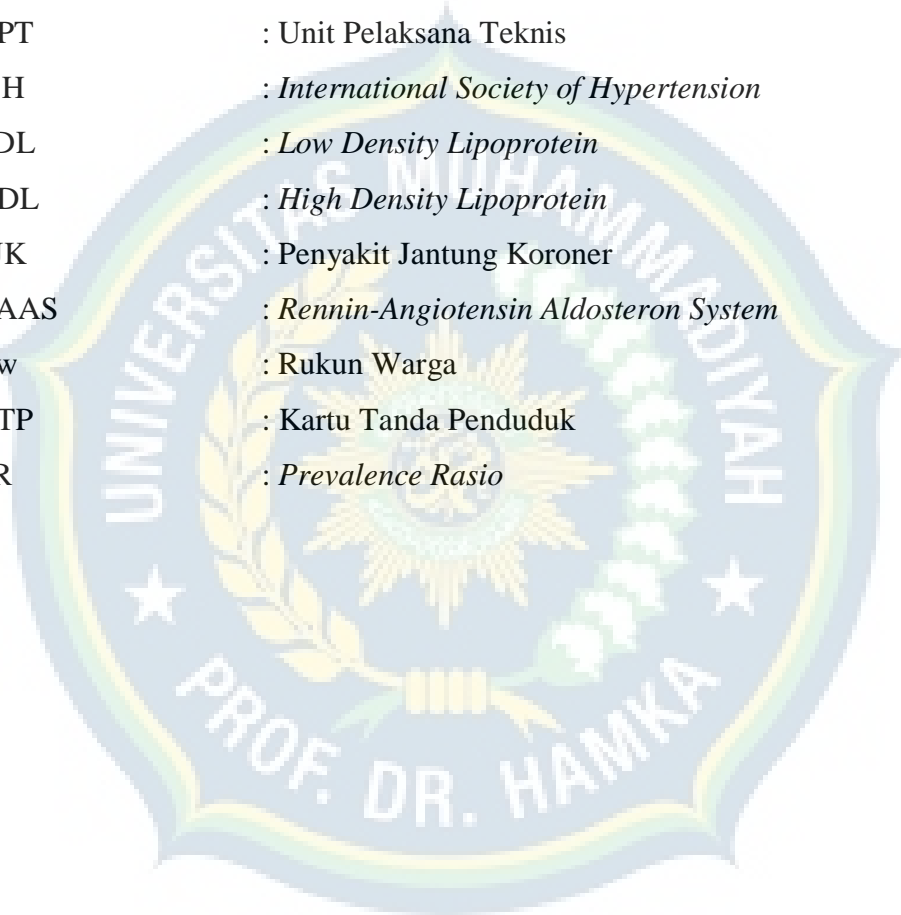 PT : Unit Pelaksana Teknis
H : International Society of Hypertension
DL : Low Density Lipoprotein
DL : High Density Lipoprotein
JK : Penyakit Jantung Koroner
AAS : Rennin-Angiotensin Aldosteron System
w : Rukun Warga
TP : Kartu Tanda Penduduk
R : Prevalence Rasio
UNIVERSITAS MUHAMMADIYAH
PROF. DR. HAMKA